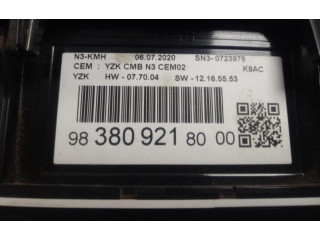 N3-KMH 06.07.2020 SN3- 0723976
CEM : YZK CMB N3 CEM02 K9AC
YZK HW - 07.70.04 SW - 12.16.55.53
98 380 921 80 00